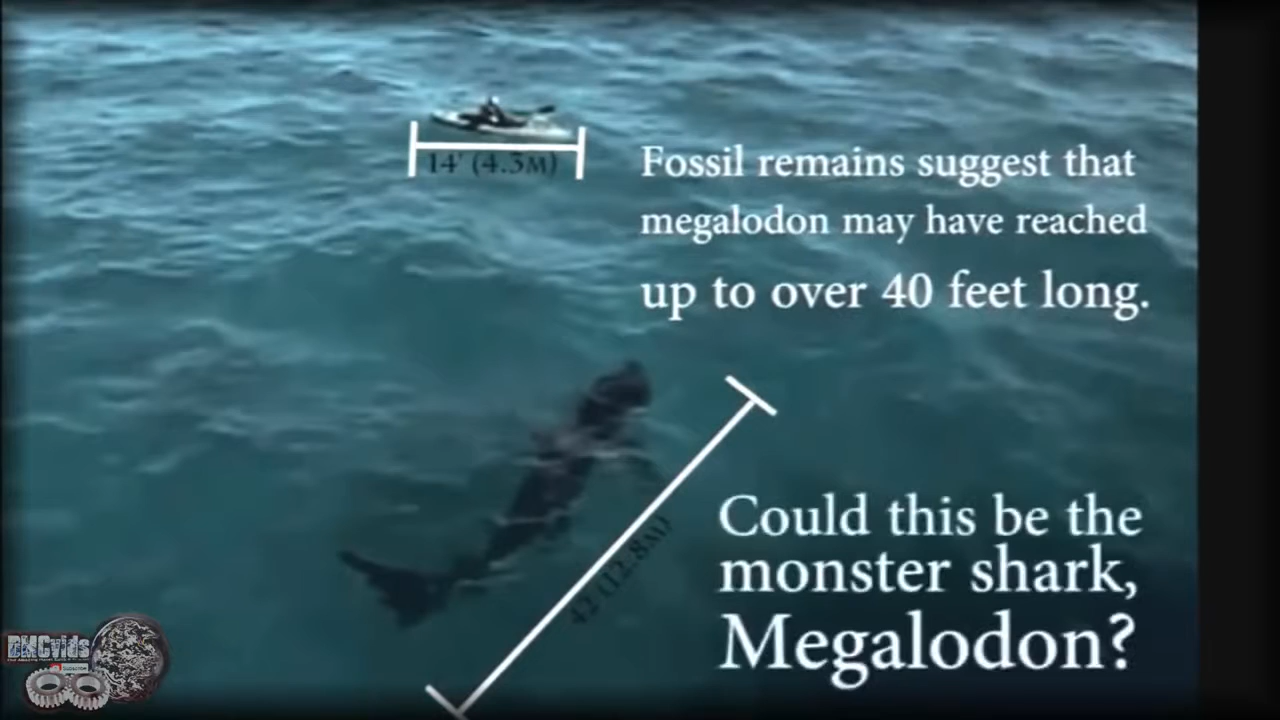 14' (4.3M)
Fossil remains suggest that
megalodon may have reached
up to over 40 feet long.
42' (12.8M)
Could this be the
monster shark,
Megalodon?
BMCvids